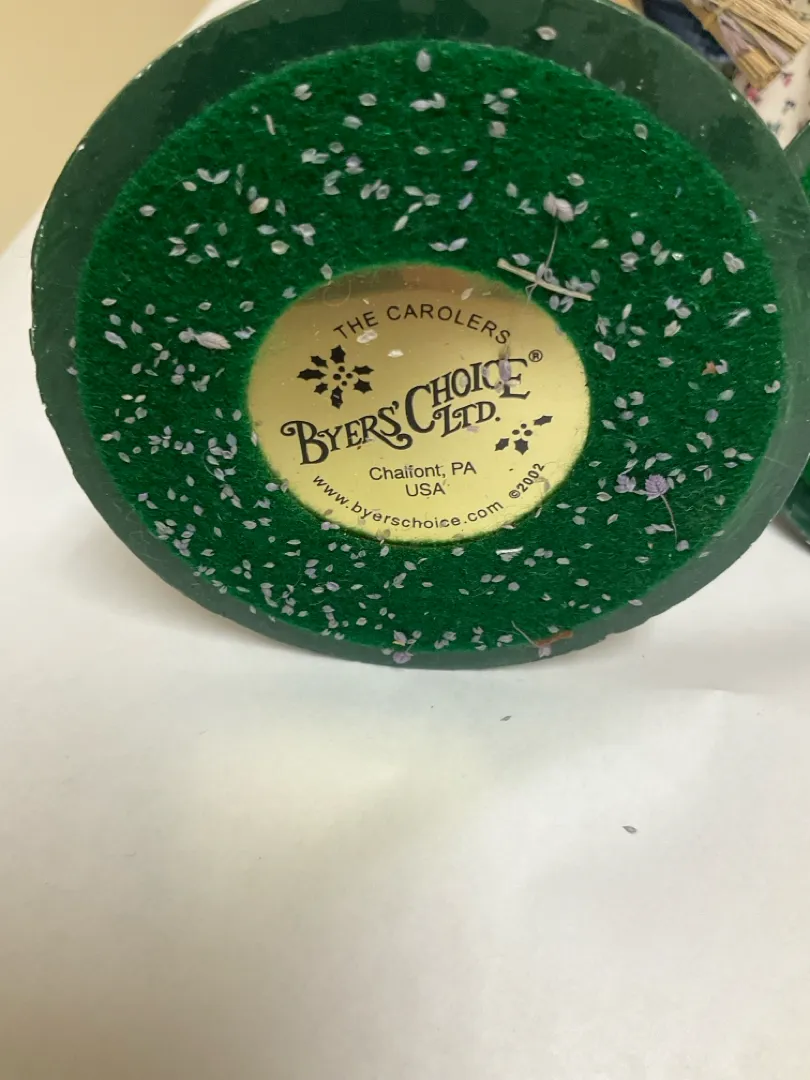 THE CAROLERS
BYERS' CHOICE®
LTD.
Chalfont, PA
USA
www.byerschoice.com ©2002